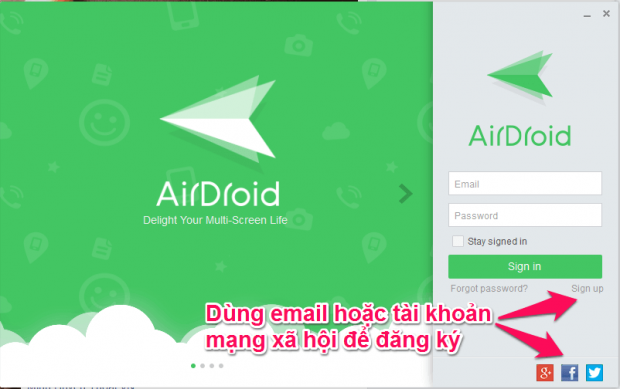 AirDroid
Delight Your Multi-Screen Life
AirDroid
Email
Password
Stay signed in
Sign in
Forgot password?
Sign up
Dùng email hoặc tài khoản
mạng xã hội để đăng ký